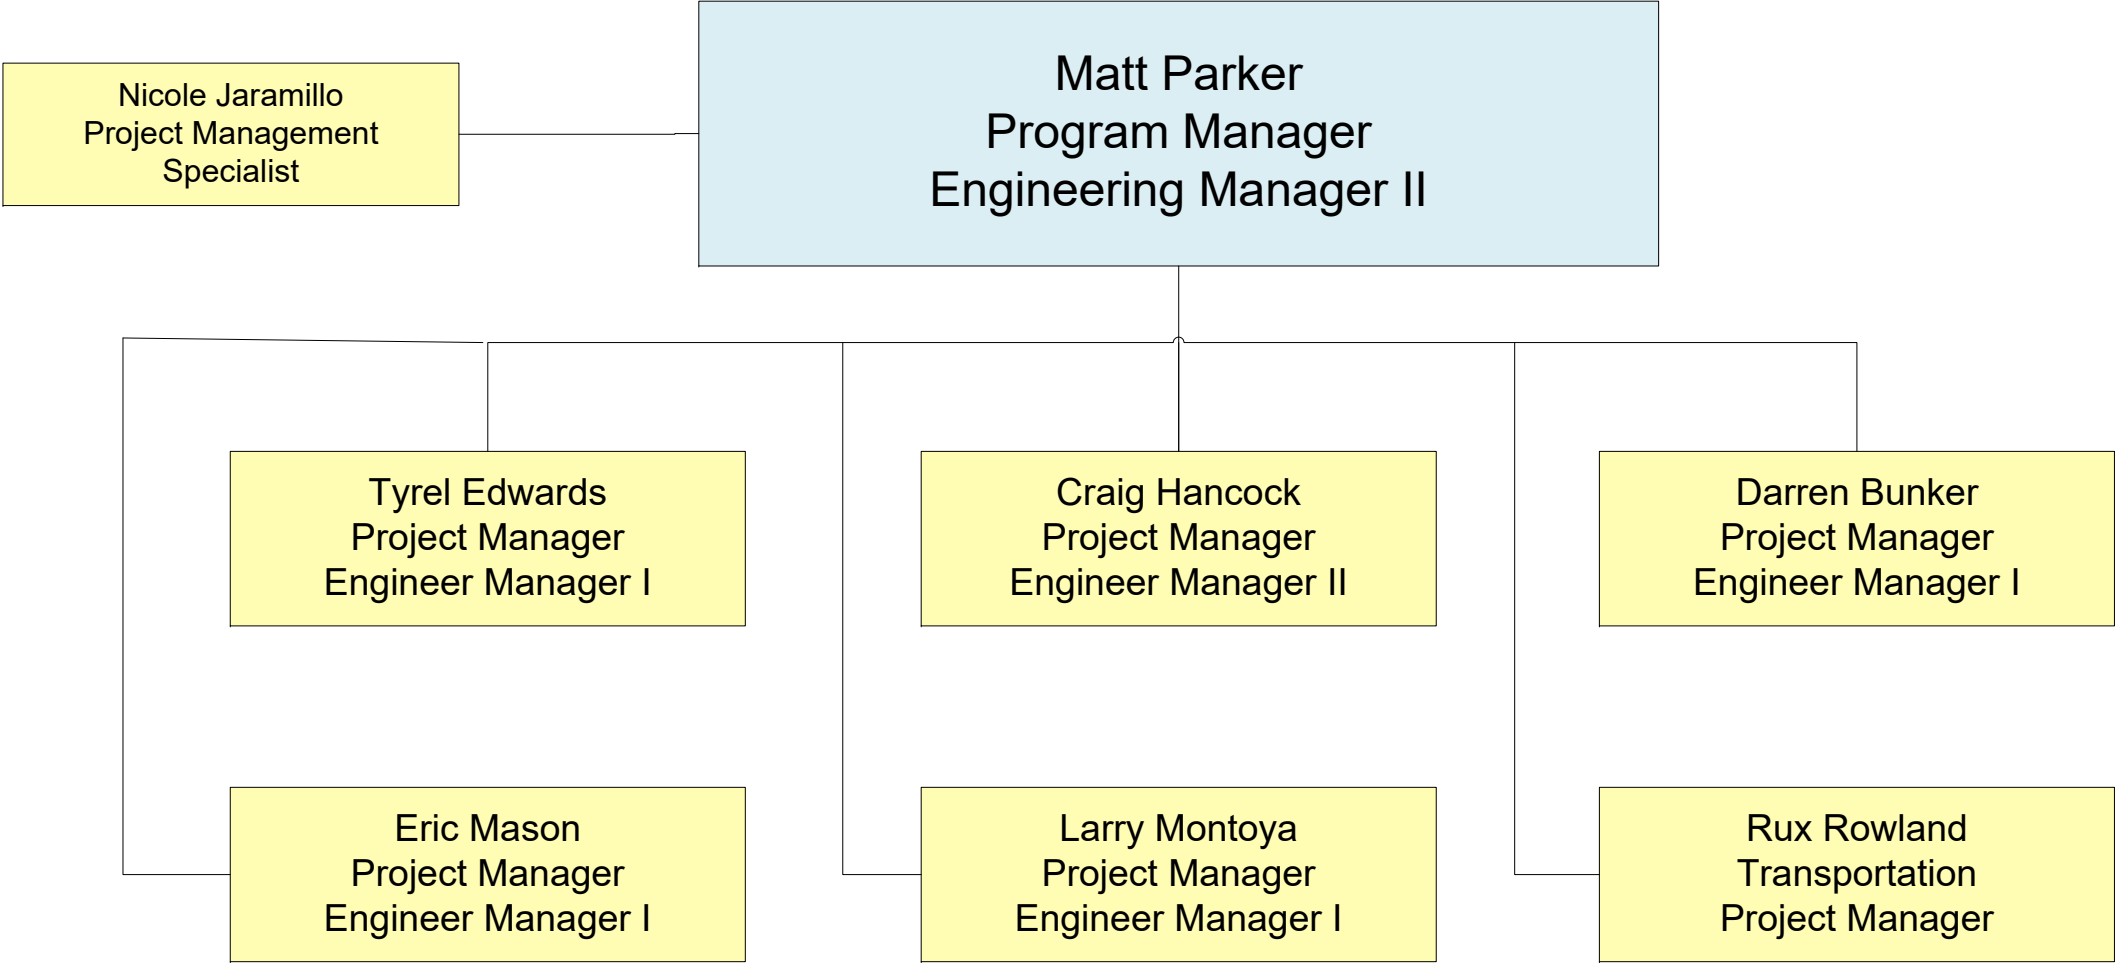 Nicole Jaramillo
Project Management
Specialist
Matt Parker
Program Manager
Engineering Manager II
Tyrel Edwards
Project Manager
Engineer Manager I
Craig Hancock
Project Manager
Engineer Manager II
Darren Bunker
Project Manager
Engineer Manager I
Eric Mason
Project Manager
Engineer Manager I
Larry Montoya
Project Manager
Engineer Manager I
Rux Rowland
Transportation
Project Manager